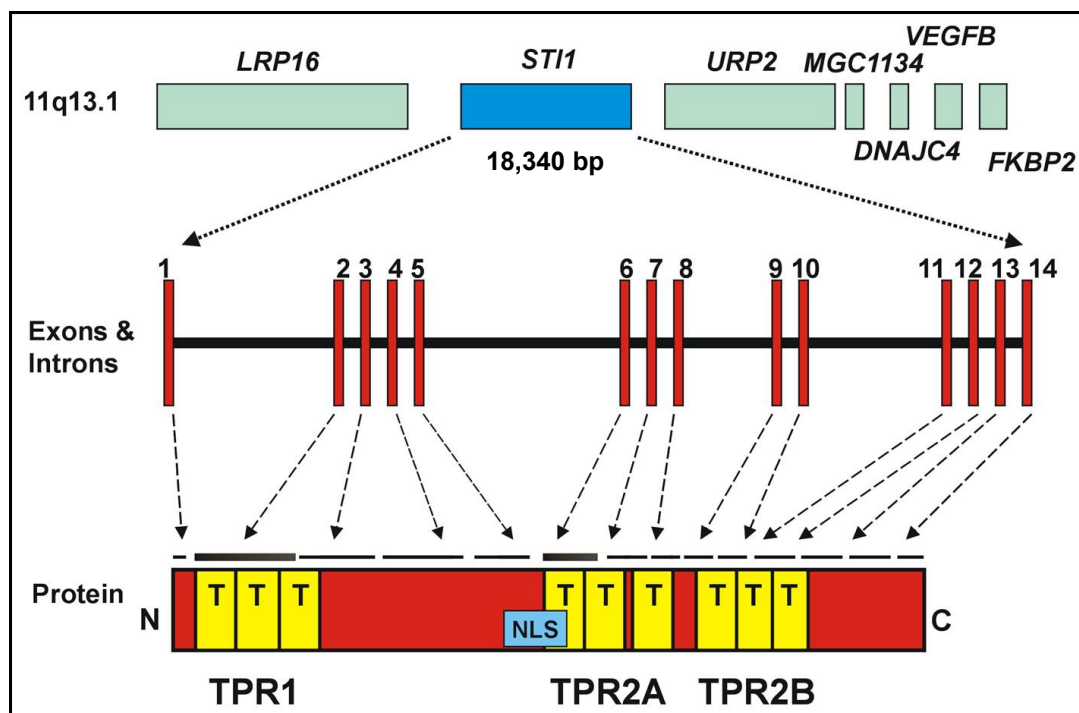 VEGFB
LRP16 STI1 URP2 MGC1134
11q13.1
18,340 bp DNAJC4 FKBP2
1 2 3 4 5 6 7 8 9 10 11 12 13 14
Exons &
Introns
Protein N T T T T T T T T T C
NLS
TPR1 TPR2A TPR2B